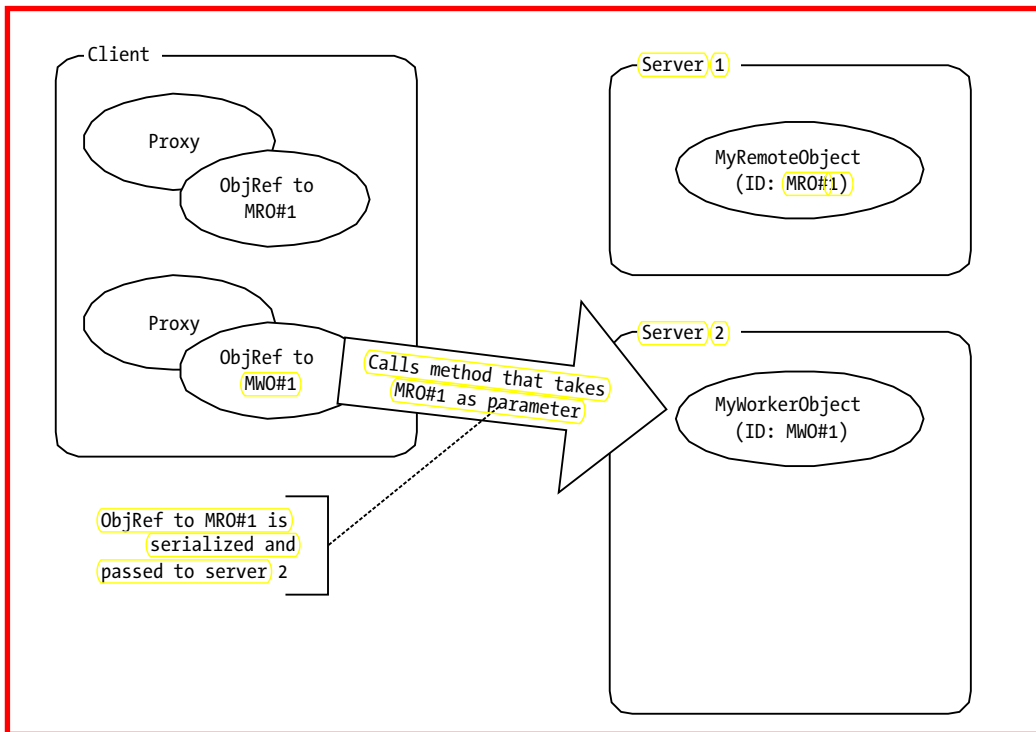 Client
Proxy
ObjRef to
MRO#1
Proxy
ObjRef to
MWO#1
Calls method that takes
MRO#1 as parameter
ObjRef to MRO#1 is
serialized and
passed to server 2
Server 1
MyRemoteObject
(ID: MRO#1)
Server 2
MyWorkerObject
(ID: MWO#1)